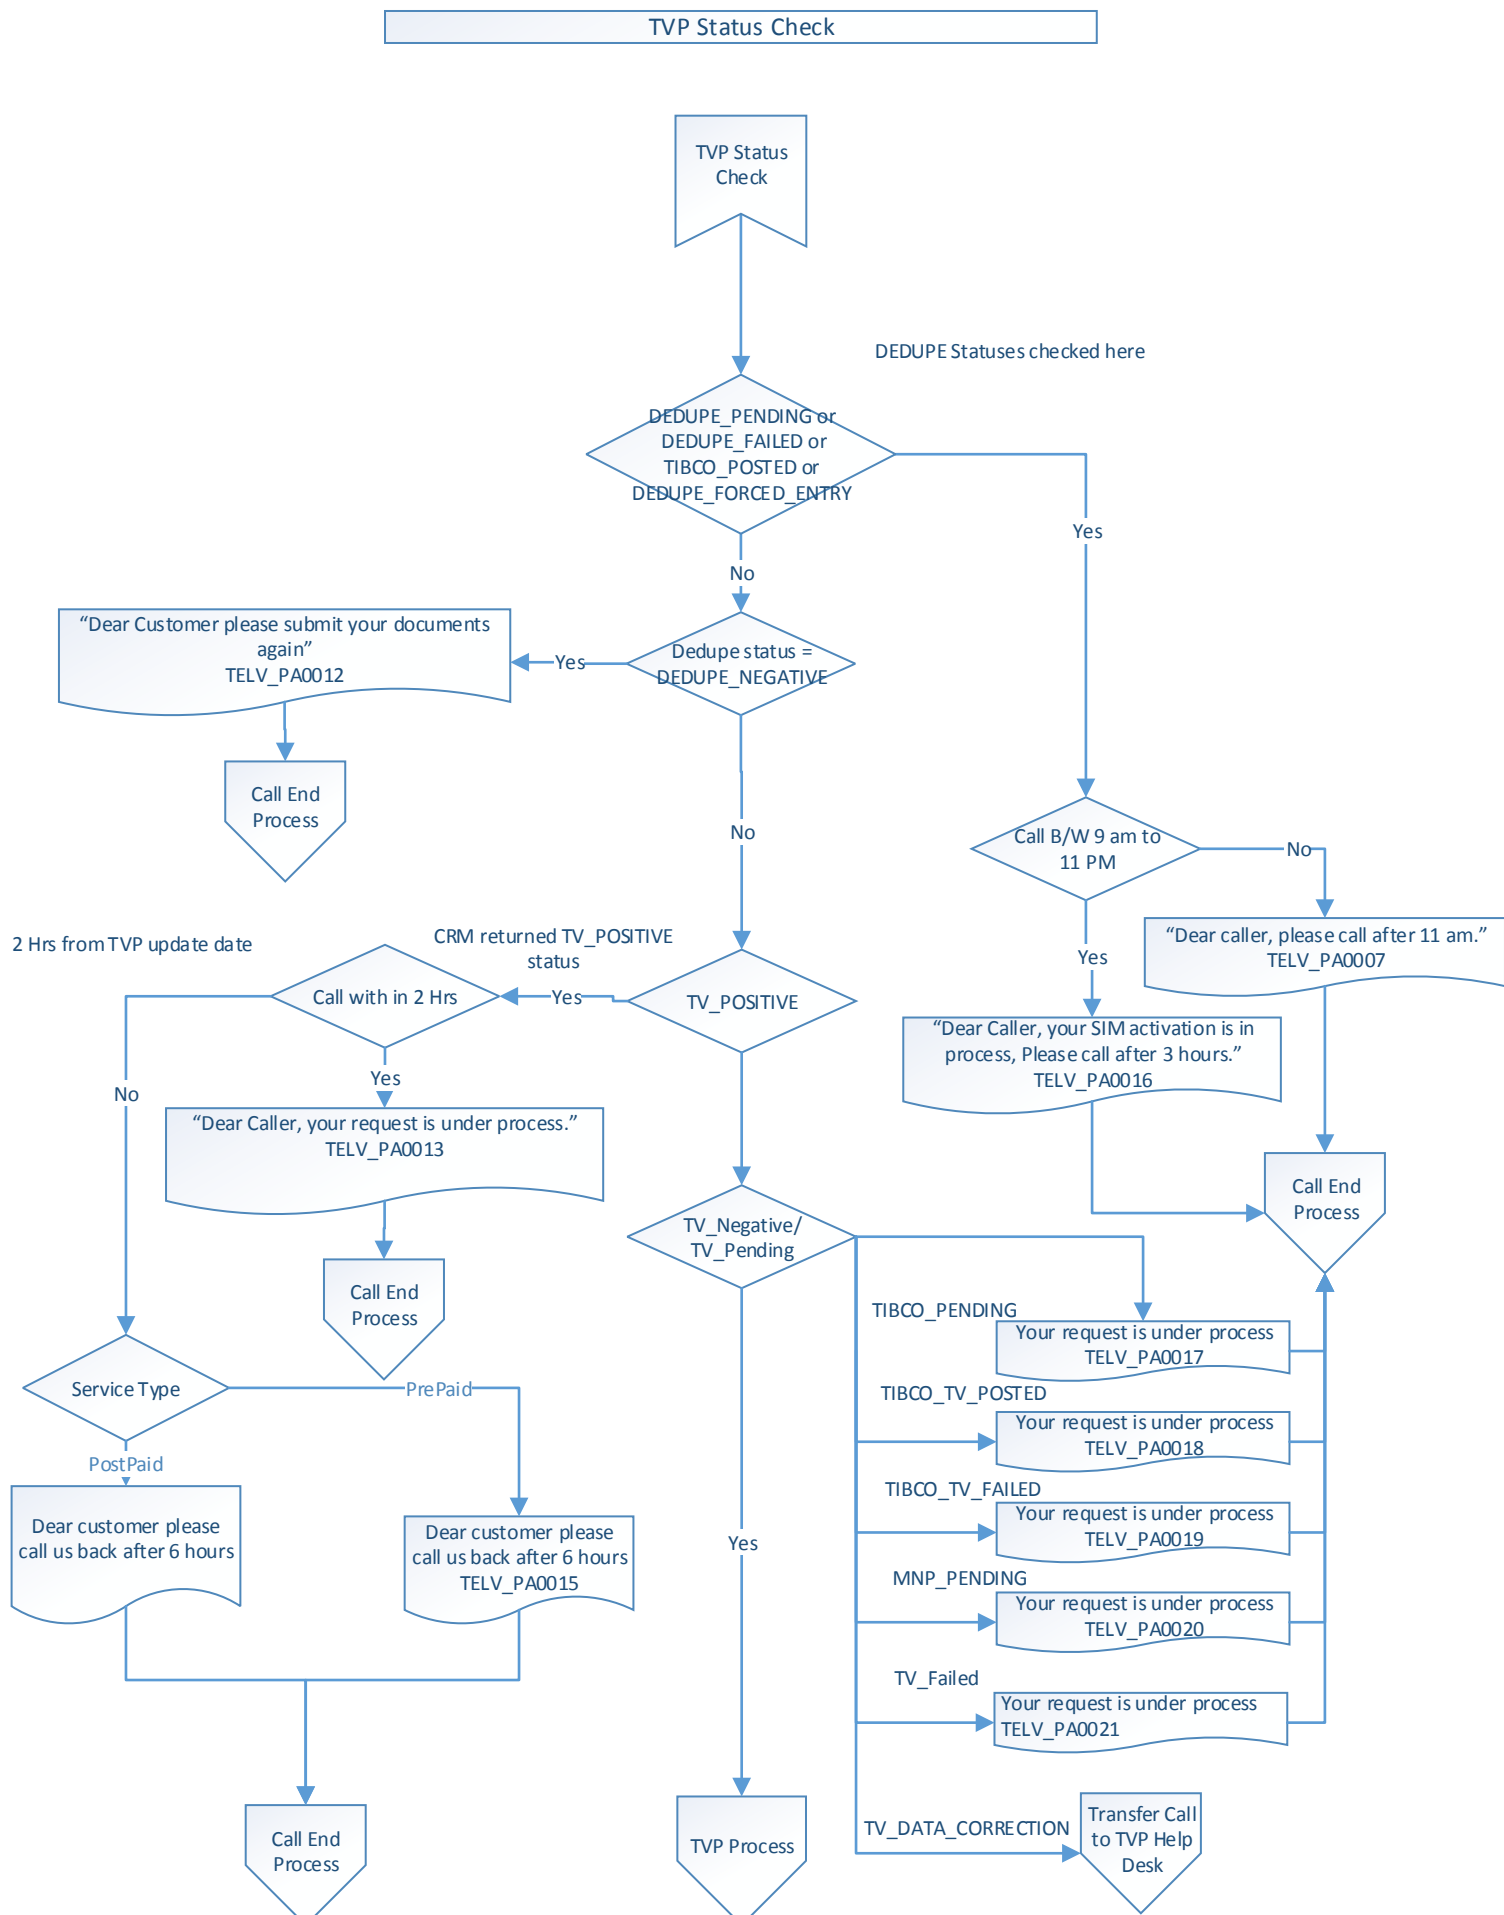 TVP Status Check
TVP Status
Check
DEDUPE Statuses checked here
DEDUPE_PENDING or
DEDUPE_FAILED or
TIBCO_POSTED or
DEDUPE_FORCED_ENTRY
Yes
No
“Dear Customer please submit your documents
again”
TELV_PA0012
Yes
Dedupe status =
DEDUPE_NEGATIVE
Call End
Process
No
Call B/W 9 am to
11 PM
No
2 Hrs from TVP update date
CRM returned TV_POSITIVE
status
“Dear caller, please call after 11 am.”
TELV_PA0007
Yes
Call with in 2 Hrs
Yes
TV_POSITIVE
“Dear Caller, your SIM activation is in
process, Please call after 3 hours.”
TELV_PA0016
No
Yes
“Dear Caller, your request is under process.”
TELV_PA0013
Call End
Process
TV_Negative/
TV_Pending
Call End
Process
TIBCO_PENDING
Your request is under process
TELV_PA0017
Service Type
PrePaid
TIBCO_TV_POSTED
Your request is under process
TELV_PA0018
PostPaid
TIBCO_TV_FAILED
Your request is under process
TELV_PA0019
Dear customer please
call us back after 6 hours
Dear customer please
call us back after 6 hours
TELV_PA0015
Yes
MNP_PENDING
Your request is under process
TELV_PA0020
TV_Failed
Your request is under process
TELV_PA0021
Call End
Process
TVP Process
TV_DATA_CORRECTION
Transfer Call
to TVP Help
Desk